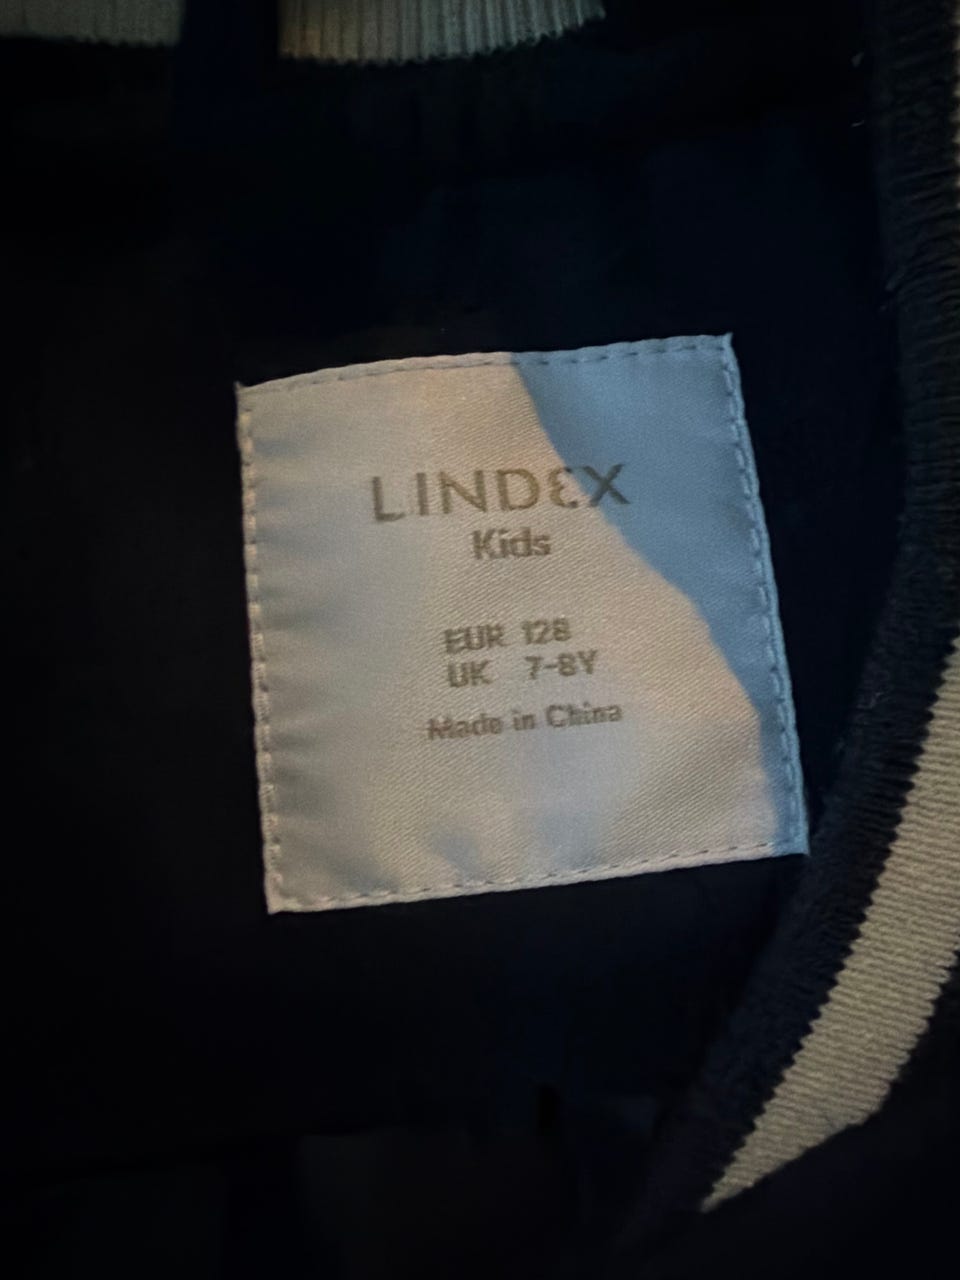 LINDEX
Kids
EUR 128
UK 7-8Y
Made in China